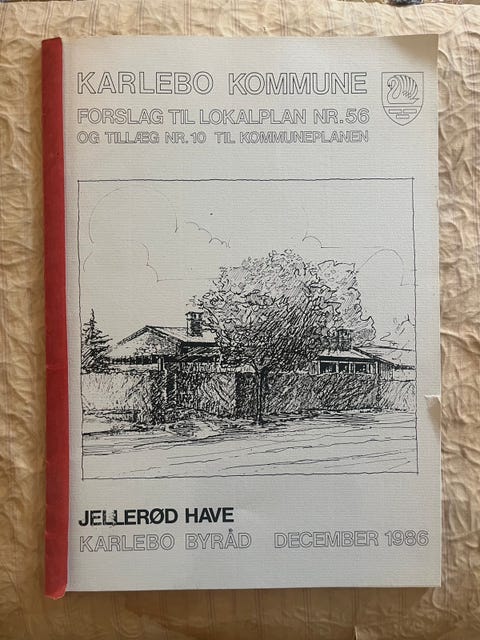 KARLEBO KOMMUNE
FORSLAG TIL LOKALPLAN NR.56
OG TILLÆG NR.10 TIL KOMMUNEPLANEN
JELLERØD HAVE
KARLEBO BYRÅD DECEMBER 1986